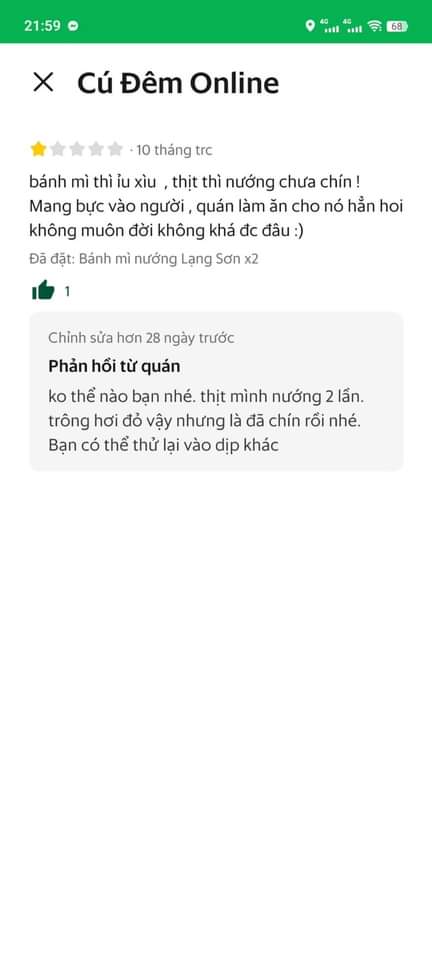 21:59
4G 4G 68
Cú Đêm Online
· 10 tháng trc
bánh mì thì ỉu xìu , thịt thì nướng chưa chín !
Mang bực vào người , quán làm ăn cho nó hẳn hoi
không muôn đời không khá đc đâu :)
Đã đặt: Bánh mì nướng Lạng Sơn x2
1
Chỉnh sửa hơn 28 ngày trước
Phản hồi từ quán
ko thể nào bạn nhé. thịt mình nướng 2 lần.
trông hơi đỏ vậy nhưng là đã chín rồi nhé.
Bạn có thể thử lại vào dịp khác